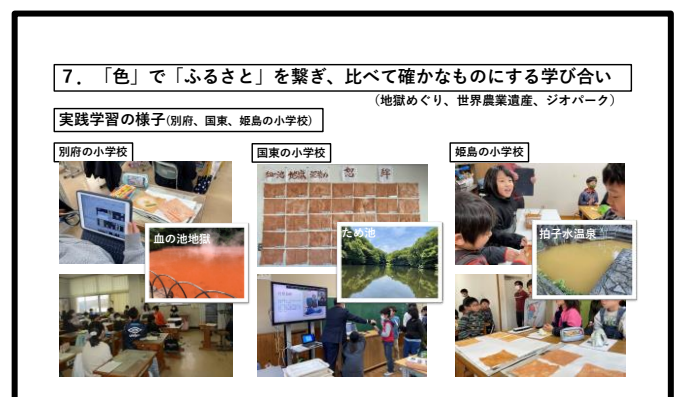 ７．「色」で「ふるさと」を繋ぎ、比べて確かなものにする学び合い
（地獄めぐり、世界農業遺産、ジオパーク）
実践学習の様子(別府、国東、姫島の小学校)
別府の小学校
国東の小学校
姫島の小学校
血の池地獄
ため池
拍子水温泉